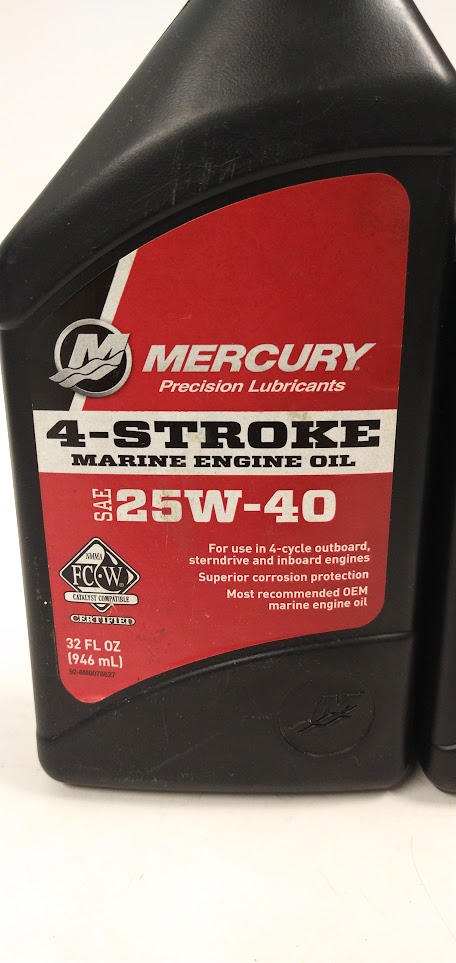 M
MERCURY
Precision Lubricants
4-STROKE
MARINE ENGINE OIL
SAE 25W-40
For use in 4-cycle outboard,
sterndrive and inboard engines
Superior corrosion protection
Most recommended OEM
marine engine oil
NMMA
FC-W®
CATALYST COMPATIBLE
CERTIFIED
32 FL OZ
(946 mL)
92-8M0078627